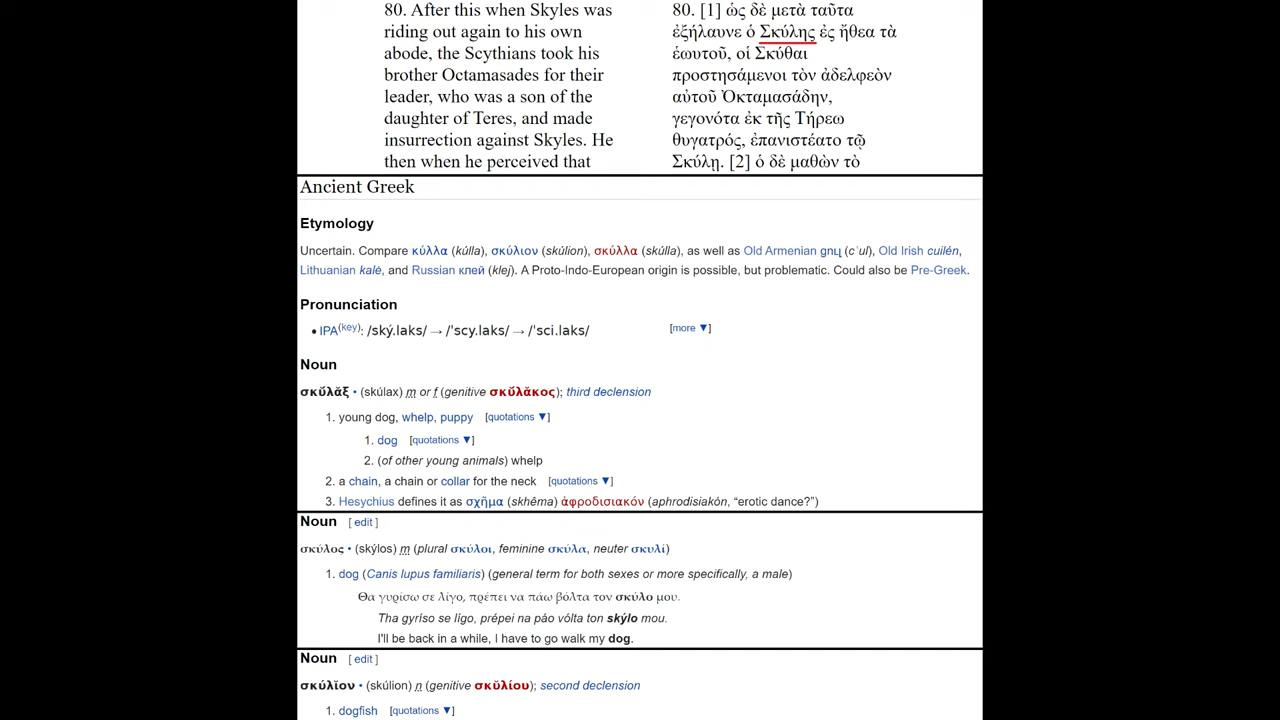 80. After this when Skyles was
riding out again to his own
abode, the Scythians took his
brother Octamasades for their
leader, who was a son of the
daughter of Teres, and made
insurrection against Skyles. He
then when he perceived that
80. [1] ὡς δὲ μετὰ ταῦτα
ἐξήλαυνε ὁ Σκύλης ἐς ἤθεα τὰ
ἑωυτοῦ, οἱ Σκύθαι
προστησάμενοι τὸν ἀδελφεὸν
αὐτοῦ Ὀκταμασάδην,
γεγονότα ἐκ τῆς Τήρεω
θυγατρός, ἐπανιστέατο τῷ
Σκύλῃ. [2] ὁ δὲ μαθὼν τὸ
Ancient Greek
Etymology
Uncertain. Compare κύλλα (kúlla), σκύλιον (skúlion), σκύλλα (skúlla), as well as Old Armenian ցուլ (cʻul), Old Irish cuilén,
Lithuanian kalė, and Russian клей (klej). A Proto-Indo-European origin is possible, but problematic. Could also be Pre-Greek.
Pronunciation
• IPA(key): /ský.laks/ → /ˈscy.laks/ → /ˈsci.laks/ [more ▼]
Noun
σκῠ́λᾰξ • (skúlax) m or f (genitive σκῠ́λᾰκος); third declension
1. young dog, whelp, puppy [quotations ▼]
1. dog [quotations ▼]
2. (of other young animals) whelp
2. a chain, a chain or collar for the neck [quotations ▼]
3. Hesychius defines it as σχῆμα (skhêma) ἀφροδισιακόν (aphrodisiakón, “erotic dance?”)
Noun [ edit ]
σκύλος • (skýlos) m (plural σκύλοι, feminine σκύλα, neuter σκυλί)
1. dog (Canis lupus familiaris) (general term for both sexes or more specifically, a male)
Θα γυρίσω σε λίγο, πρέπει να πάω βόλτα τον σκύλο μου.
Tha gyríso se lígo, prépei na páo vólta ton skýlo mou.
I'll be back in a while, I have to go walk my dog.
Noun [ edit ]
σκῠ́λῐον • (skúlion) n (genitive σκῠλίου); second declension
1. dogfish [quotations ▼]